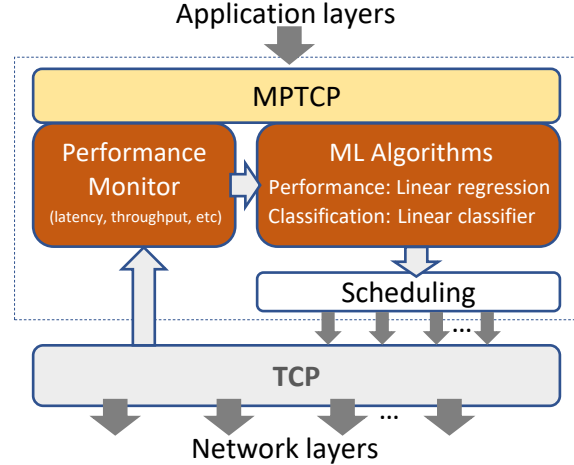 Application layers
MPTCP
Performance
Monitor
(latency, throughput, etc)
ML Algorithms
Performance: Linear regression
Classification: Linear classifier
Scheduling
...
TCP
...
Network layers